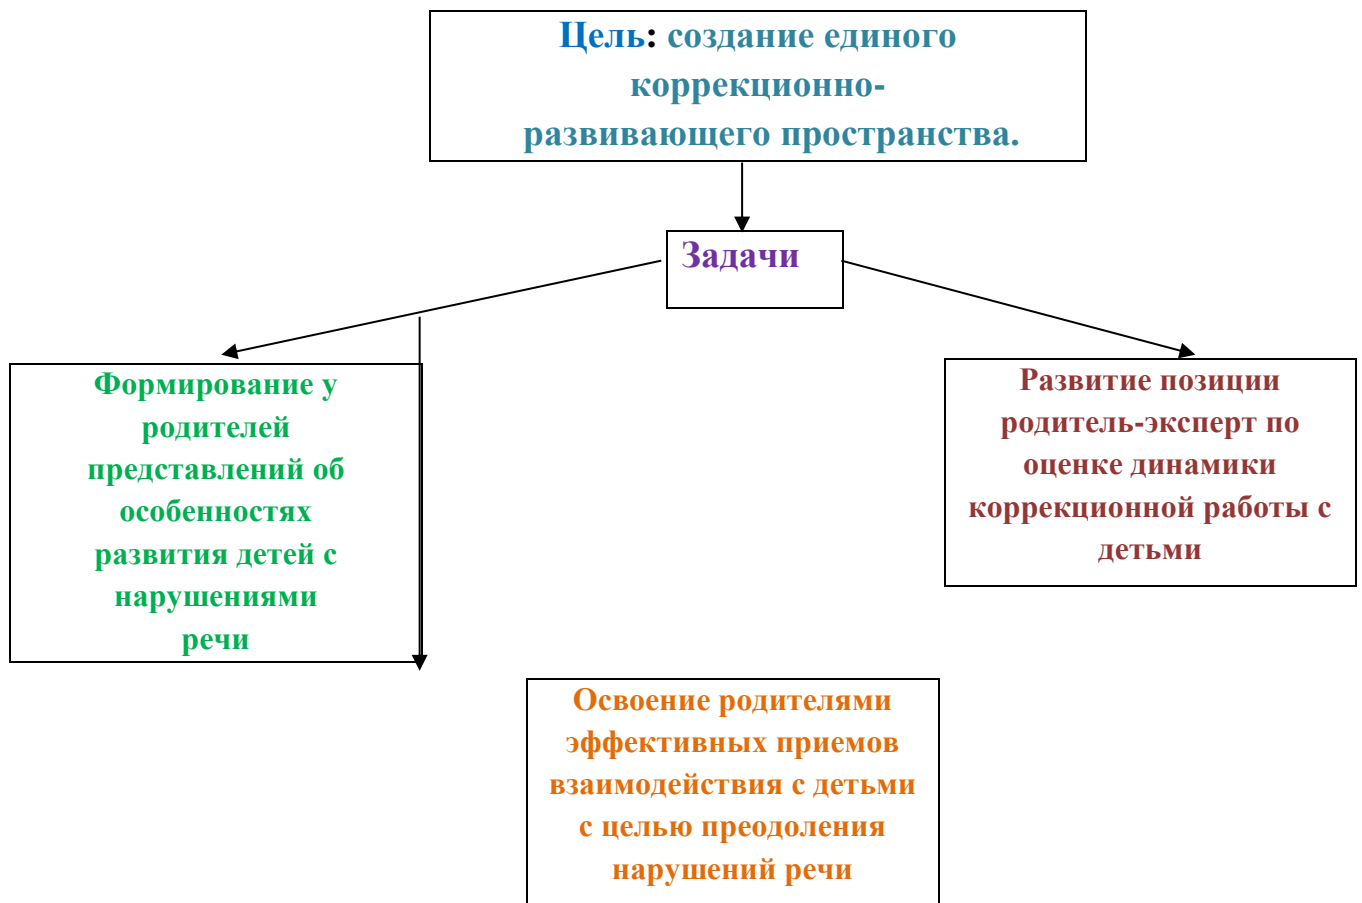 Цель: создание единого
коррекционно-
развивающего пространства.
Задачи
Формирование у
родителей
представлений об
особенностях
развития детей с
нарушениями
речи
Развитие позиции
родитель-эксперт по
оценке динамики
коррекционной работы с
детьми
Освоение родителями
эффективных приемов
взаимодействия с детьми
с целью преодоления
нарушений речи